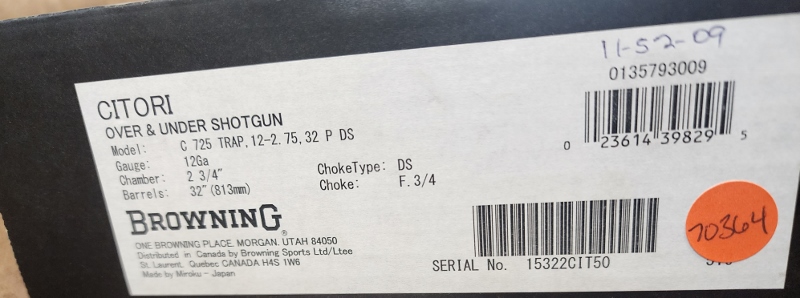 11-52-09
0135793009
0 23614 39829 5
CITORI
OVER & UNDER SHOTGUN
Model: C 725 TRAP,12-2.75,32 P DS
Gauge: 12Ga
Chamber: 2 3/4" ChokeType: DS
Barrels: 32"(813mm) Choke: F.3/4
BROWNING®
ONE BROWNING PLACE, MORGAN, UTAH 84050
Distributed in Canada by Browning Sports Ltd/Ltee
St. Laurent, Quebec CANADA H4S 1W6
Made by Miroku - Japan
SERIAL No. 15322CIT50
70364